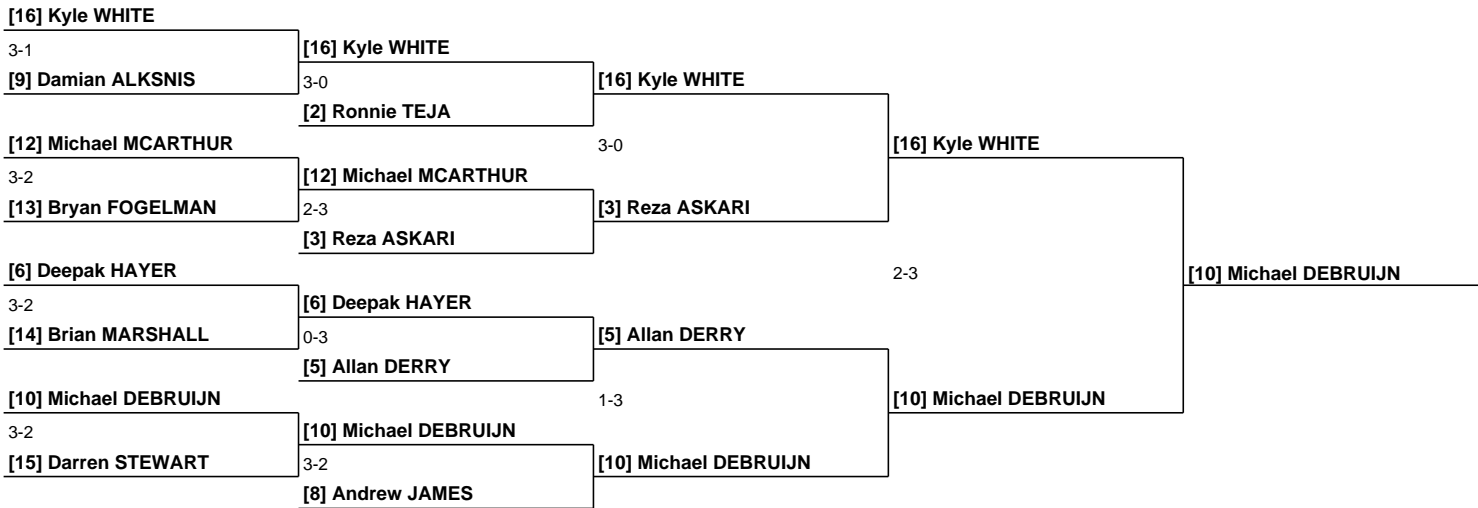 [16] Kyle WHITE
3-1
[16] Kyle WHITE
[9] Damian ALKSNIS
3-0
[16] Kyle WHITE
[2] Ronnie TEJA
[12] Michael MCARTHUR
3-0
[16] Kyle WHITE
3-2
[12] Michael MCARTHUR
[13] Bryan FOGELMAN
2-3
[3] Reza ASKARI
[3] Reza ASKARI
[6] Deepak HAYER
2-3
[10] Michael DEBRUIJN
3-2
[6] Deepak HAYER
[14] Brian MARSHALL
0-3
[5] Allan DERRY
[5] Allan DERRY
[10] Michael DEBRUIJN
1-3
[10] Michael DEBRUIJN
3-2
[10] Michael DEBRUIJN
[15] Darren STEWART
3-2
[10] Michael DEBRUIJN
[8] Andrew JAMES